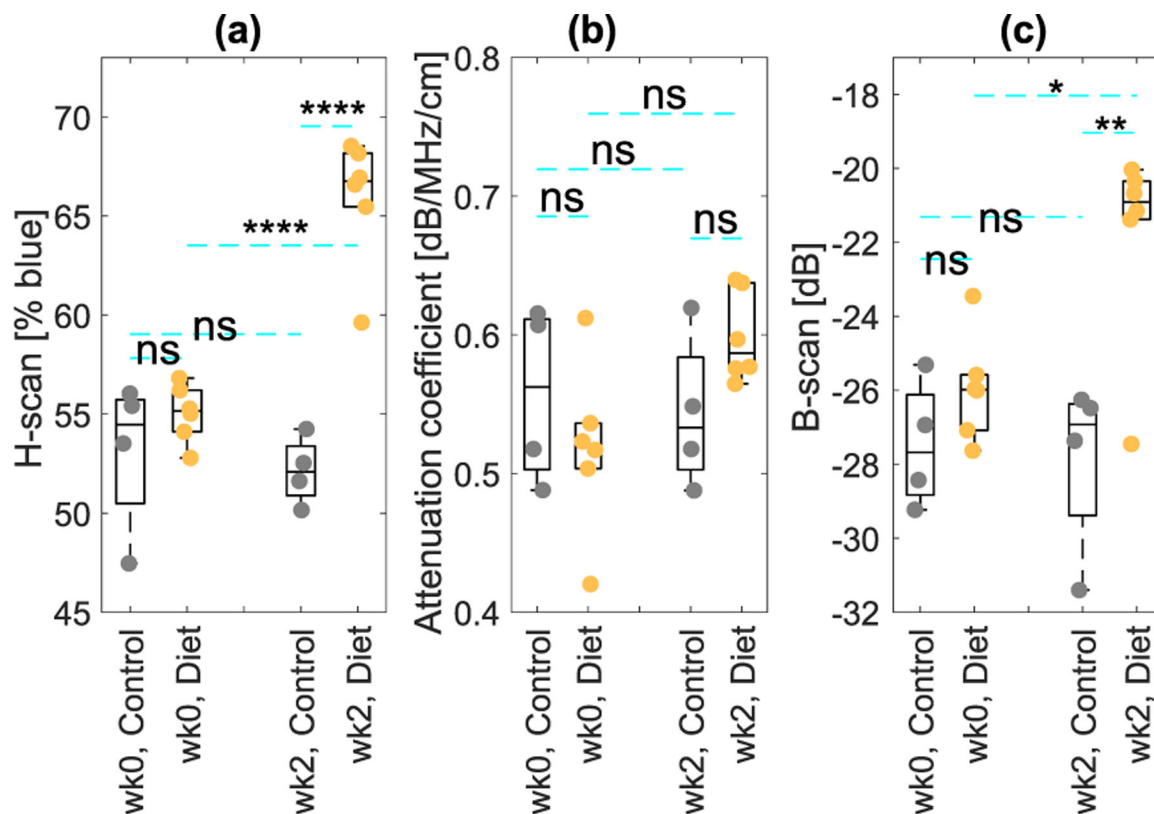 (a)
H-scan [% blue]
70
65
60
55
50
45
****
****
ns
ns
wk0, Control
wk0, Diet
wk2, Control
wk2, Diet
(b)
Attenuation coefficient [dB/MHz/cm]
0.8
0.7
0.6
0.5
0.4
ns
ns
ns
ns
wk0, Control
wk0, Diet
wk2, Control
wk2, Diet
(c)
B-scan [dB]
-18
-20
-22
-24
-26
-28
-30
-32
*
**
ns
ns
wk0, Control
wk0, Diet
wk2, Control
wk2, Diet